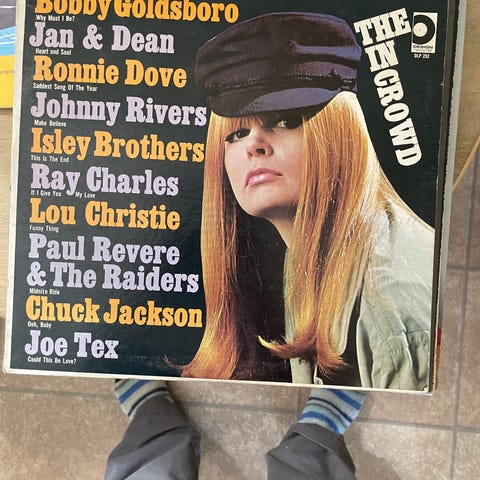 Bobby Goldsboro
Why Must I Be?
Jan & Dean
Heart and Soul
Ronnie Dove
Saddest Song Of The Year
Johnny Rivers
Make Believe
Isley Brothers
This Is The End
Ray Charles
If I Give You My Love
Lou Christie
Funny Thing
Paul Revere
& The Raiders
Midnite Ride
Chuck Jackson
Ooh, Baby
Joe Tex
Could This Be Love?
THE
IN CROWD
DESIGN
DLP 252